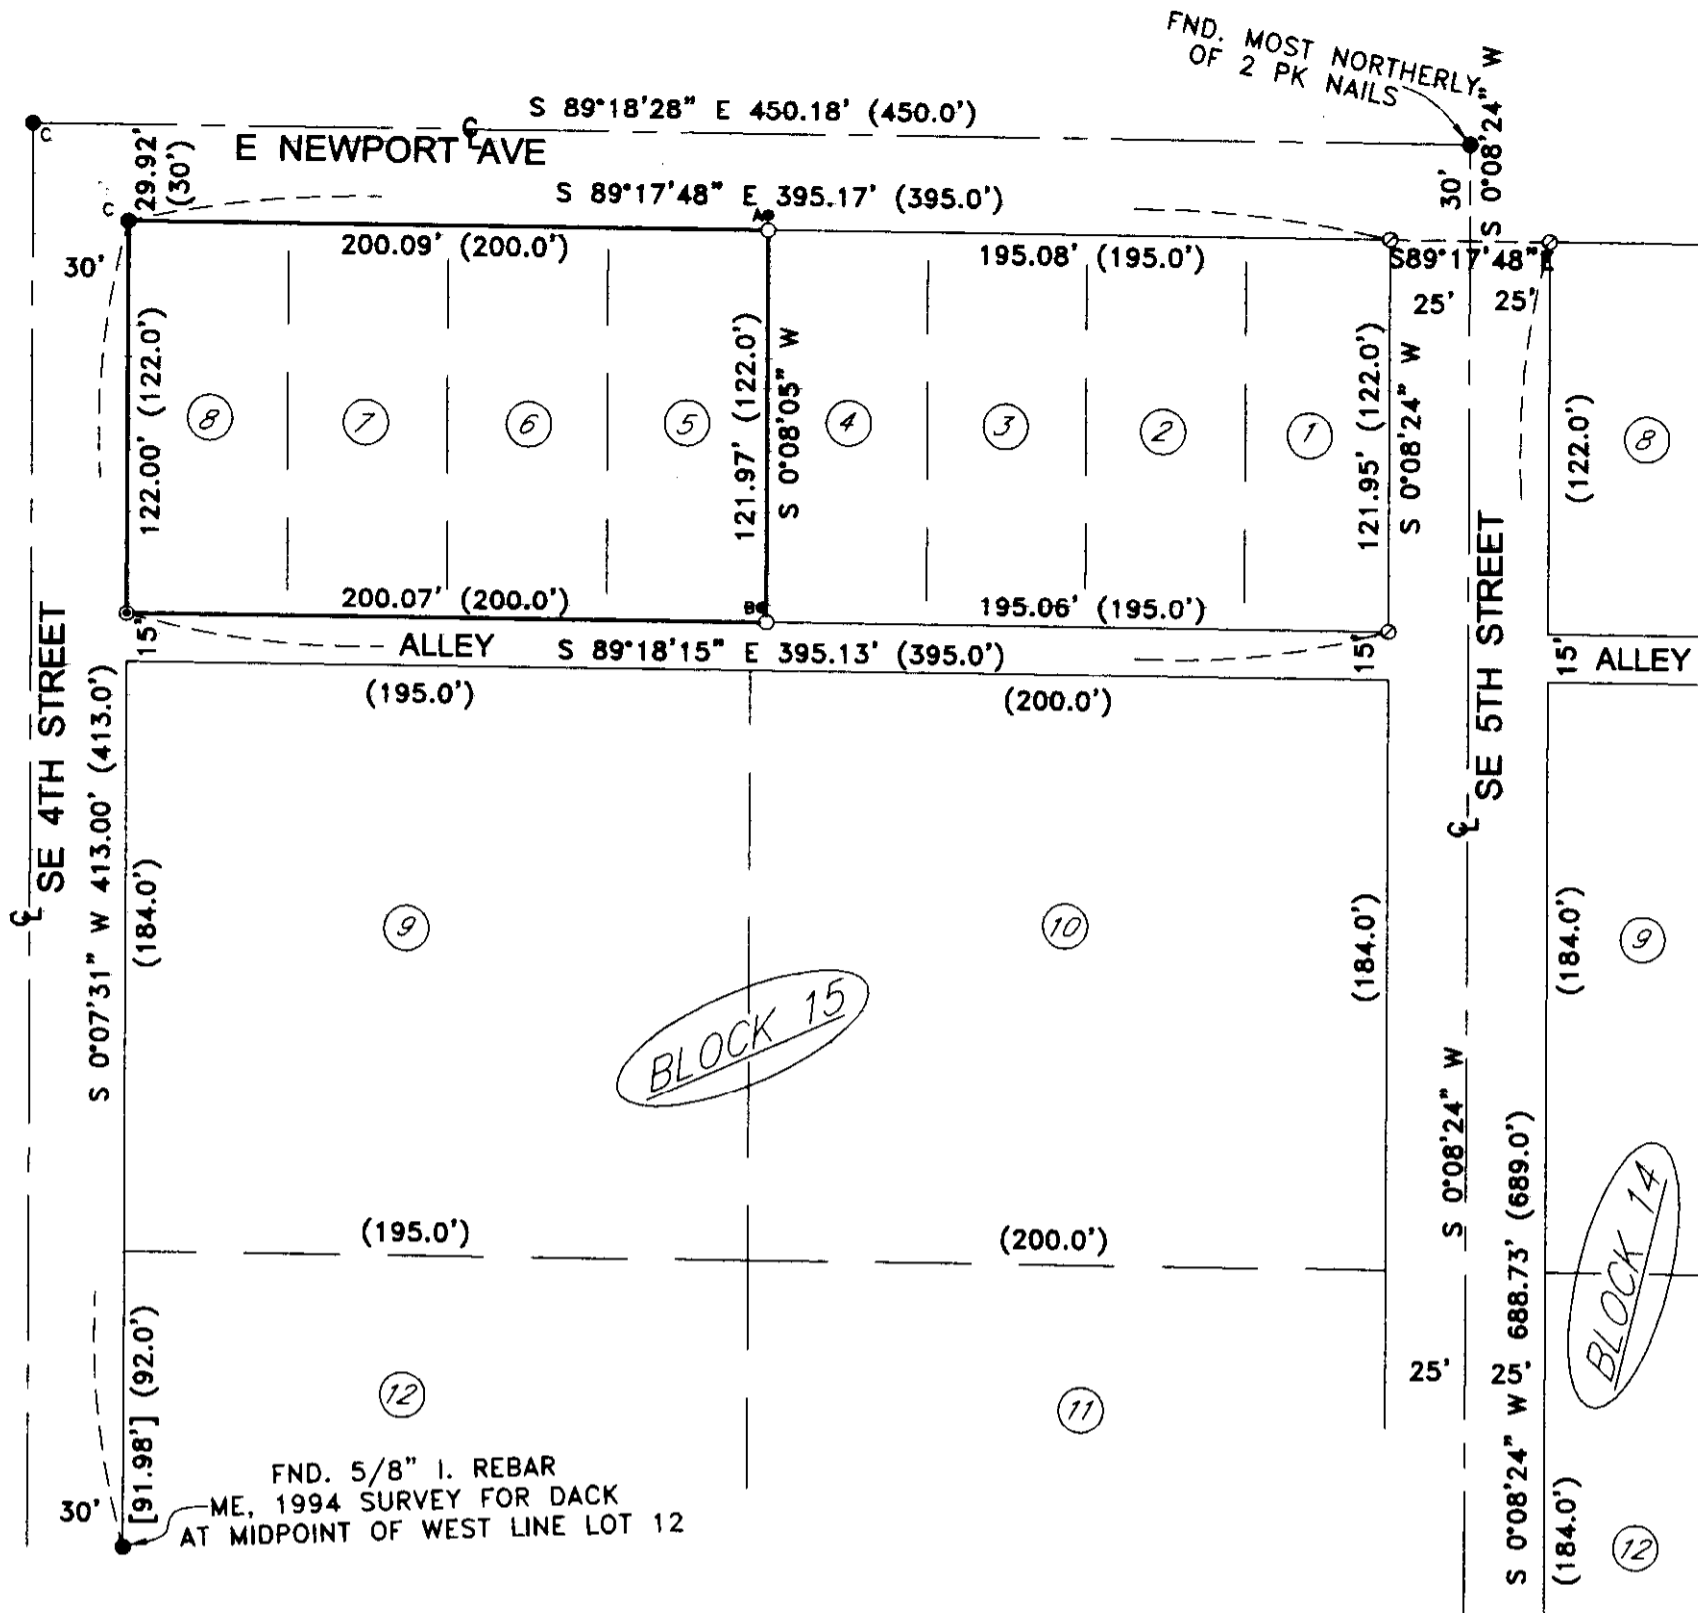 FND. MOST NORTHERLY
OF 2 PK NAILS
S 0°08'24" W
S 89°18'28" E 450.18' (450.0')
C
℄
E NEWPORT AVE
29.92'
(30')
C
30'
S 89°17'48" E 395.17' (395.0')
A
200.09' (200.0')
195.08' (195.0')
S89°17'48"E
30'
25'
25'
122.00' (122.0')
121.97' (122.0')
S 0°08'05" W
121.95' (122.0')
S 0°08'24" W
(122.0')
8
7
6
5
4
3
2
1
8
200.07' (200.0')
B
195.06' (195.0')
15'
ALLEY
S 89°18'15" E 395.13' (395.0')
15'
15'
ALLEY
(195.0')
(200.0')
℄ SE 4TH STREET
S 0°07'31" W 413.00' (413.0')
(184.0')
9
10
(184.0')
℄ SE 5TH STREET
(184.0')
9
BLOCK 15
S 0°08'24" W
S 0°08'24" W 688.73' (689.0')
BLOCK 14
(195.0')
(200.0')
[91.98'] (92.0')
12
11
25'
25'
30'
FND. 5/8" I. REBAR
ME, 1994 SURVEY FOR DACK
AT MIDPOINT OF WEST LINE LOT 12
(184.0')
12